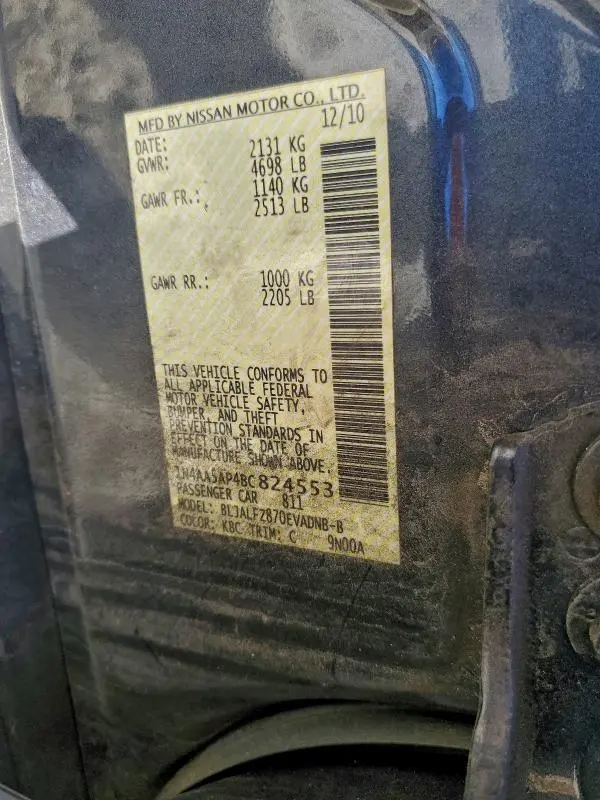 MFD BY NISSAN MOTOR CO., LTD.
DATE: 12/10
GVWR: 2131 KG
4698 LB
GAWR FR.: 1140 KG
2513 LB
GAWR RR.: 1000 KG
2205 LB
THIS VEHICLE CONFORMS TO
ALL APPLICABLE FEDERAL
MOTOR VEHICLE SAFETY,
BUMPER, AND THEFT
PREVENTION STANDARDS IN
EFFECT ON THE DATE OF
MANUFACTURE SHOWN ABOVE.
1N4AA5AP4BC824553
PASSENGER CAR 811
MODEL: BLJALF2870EVADNB-B
COLOR: KBC TRIM: C 9N00A